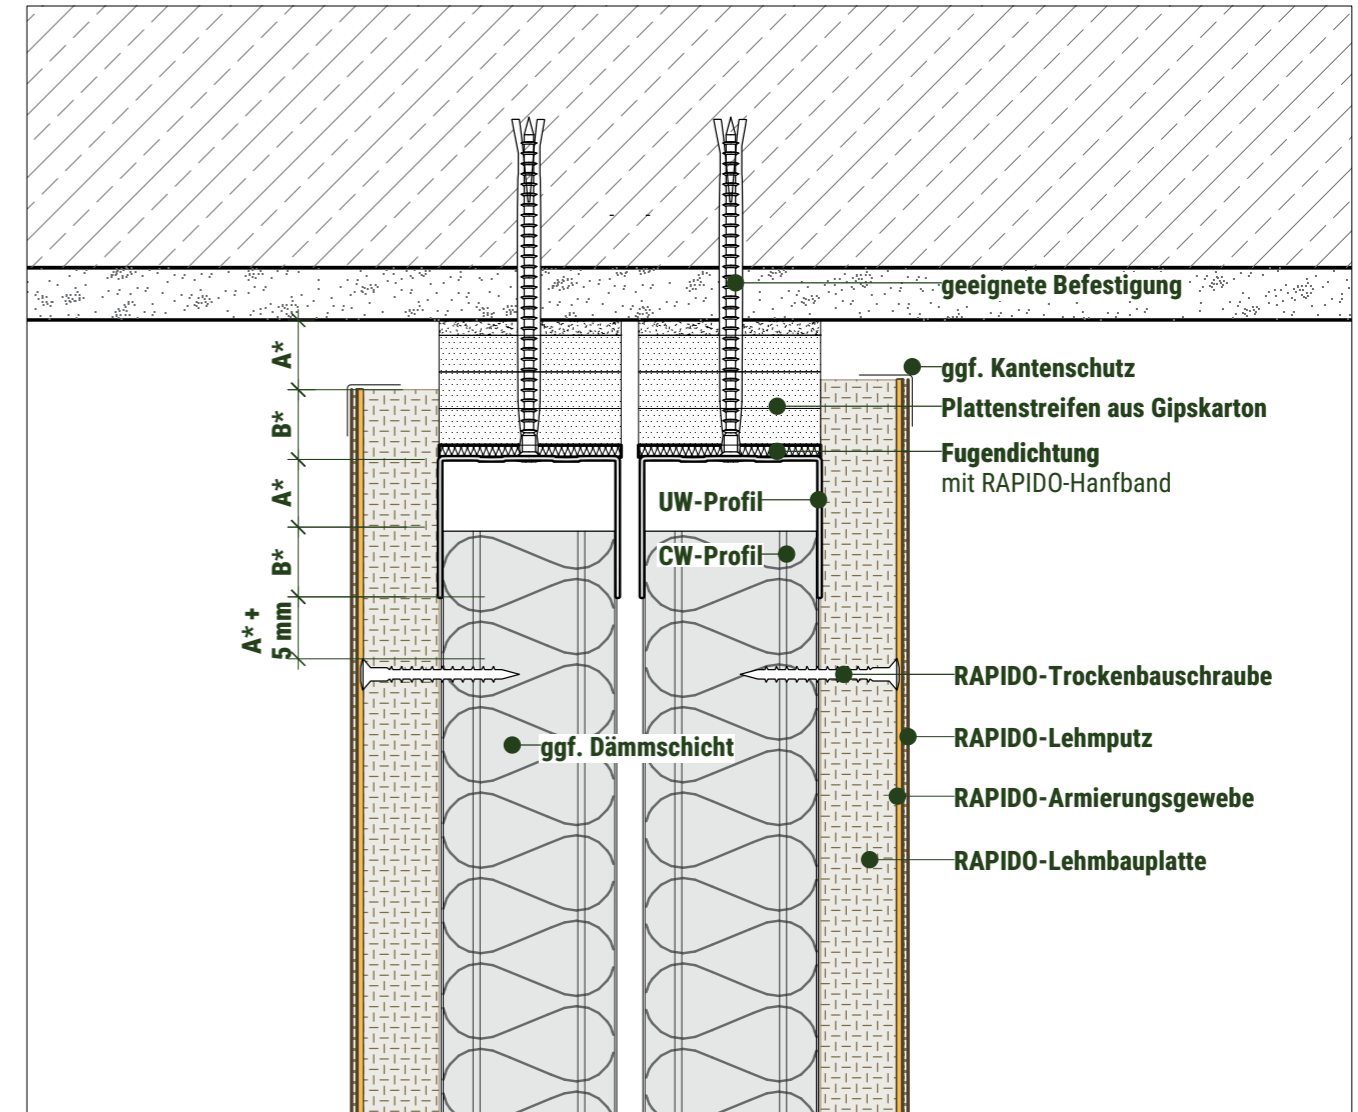 geeignete Befestigung
A*
ggf. Kantenschutz
Plattenstreifen aus Gipskarton
B*
Fugendichtung
mit RAPIDO-Hanfband
A*
UW-Profil
B*
CW-Profil
A* +
5 mm
RAPIDO-Trockenbauschraube
ggf. Dämmschicht
RAPIDO-Lehmputz
RAPIDO-Armierungsgewebe
RAPIDO-Lehmbauplatte